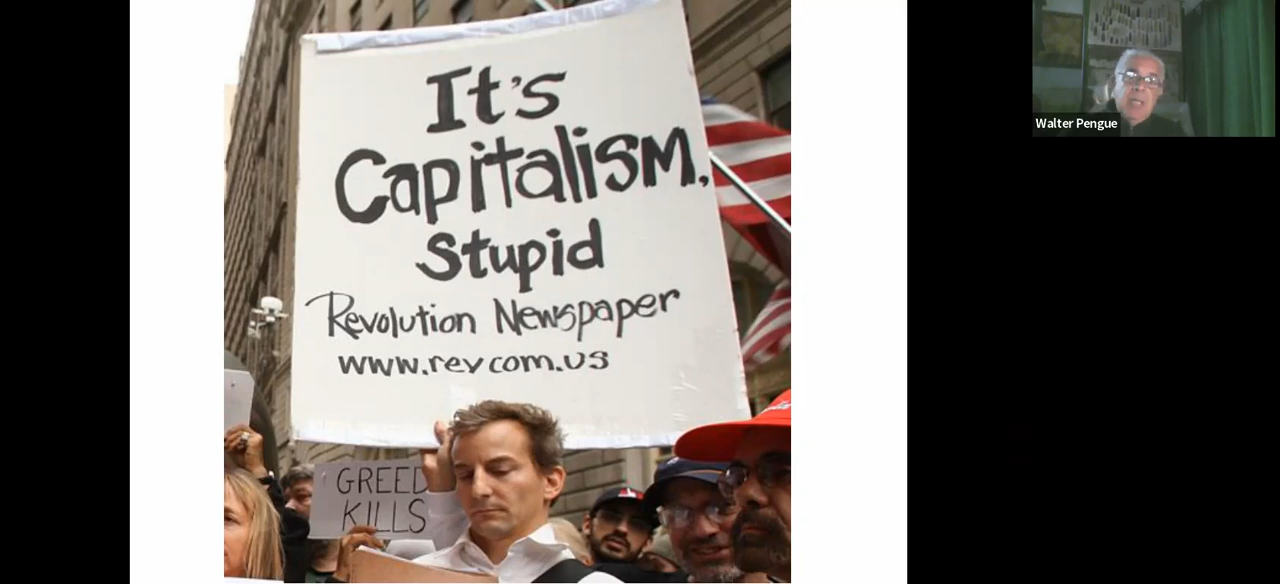 It's
Capitalism,
Stupid
Revolution Newspaper
www.revcom.us
GREED
KILLS
Walter Pengue